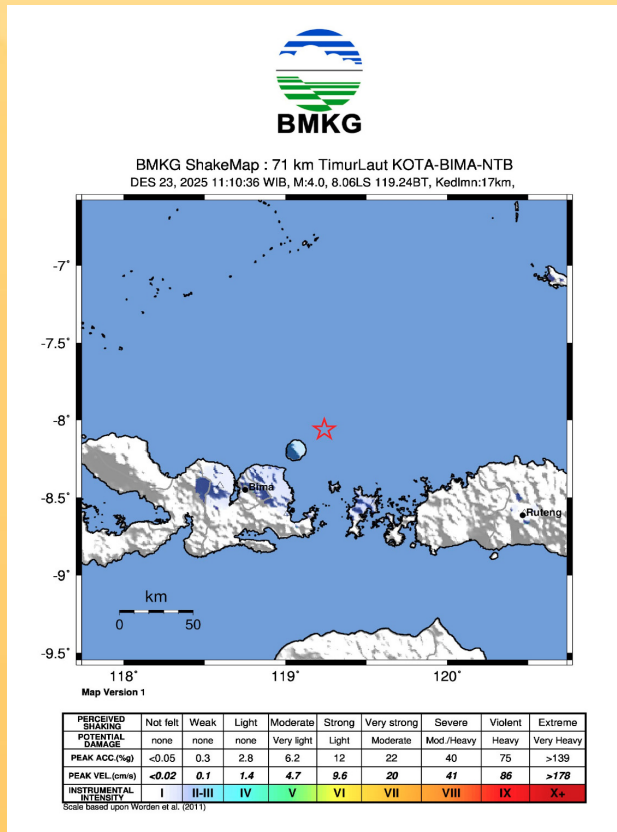 BMKG
BMKG ShakeMap : 71 km TimurLaut KOTA-BIMA-NTB
DES 23, 2025 11:10:36 WIB, M:4.0, 8.06LS 119.24BT, Kedlmn:17km,
-7˚
-7.5˚
-8˚
Bima
-8.5˚
Ruteng
-9˚
km
0 50
-9.5˚
118˚ 119˚ 120˚
Map Version 1
PERCEIVED SHAKING Not felt Weak Light Moderate Strong Very strong Severe Violent Extreme
POTENTIAL DAMAGE none none none Very light Light Moderate Mod./Heavy Heavy Very Heavy
PEAK ACC.(%g) <0.05 0.3 2.8 6.2 12 22 40 75 >139
PEAK VEL.(cm/s) <0.02 0.1 1.4 4.7 9.6 20 41 86 >178
INSTRUMENTAL INTENSITY I II-III IV V VI VII VIII IX X+
Scale based upon Worden et al. (2011)